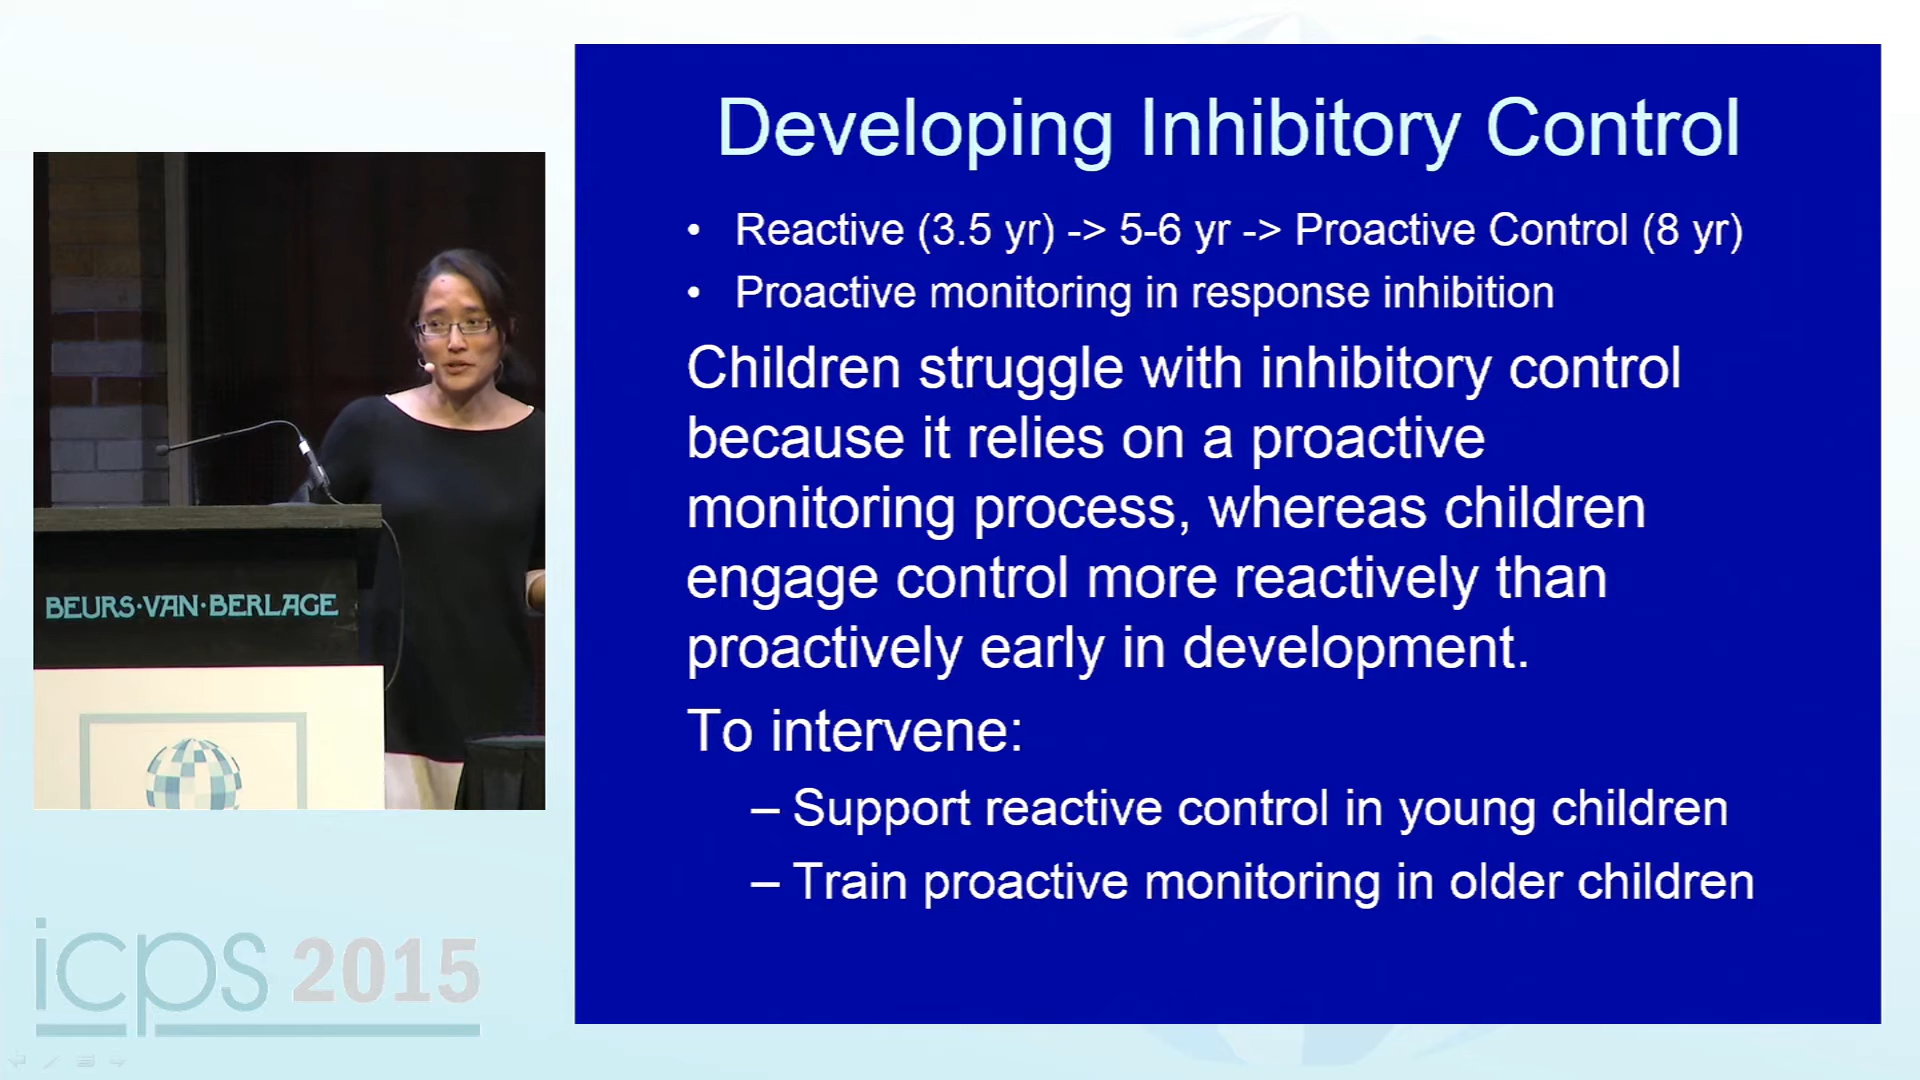 Developing Inhibitory Control
• Reactive (3.5 yr) -> 5-6 yr -> Proactive Control (8 yr)
• Proactive monitoring in response inhibition
Children struggle with inhibitory control
because it relies on a proactive
monitoring process, whereas children
engage control more reactively than
proactively early in development.
To intervene:
– Support reactive control in young children
– Train proactive monitoring in older children
BEURS·VAN·BERLAGE
icps 2015